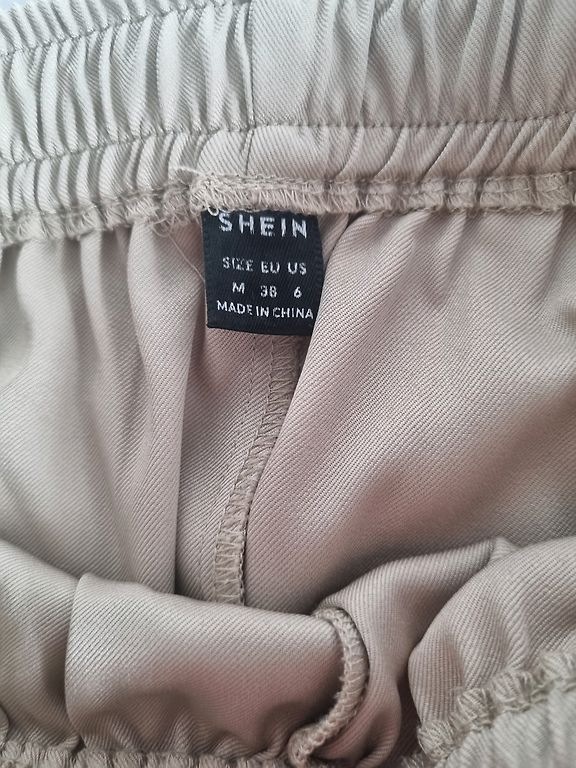 SHEIN
SIZE EU US
M 38 6
MADE IN CHINA